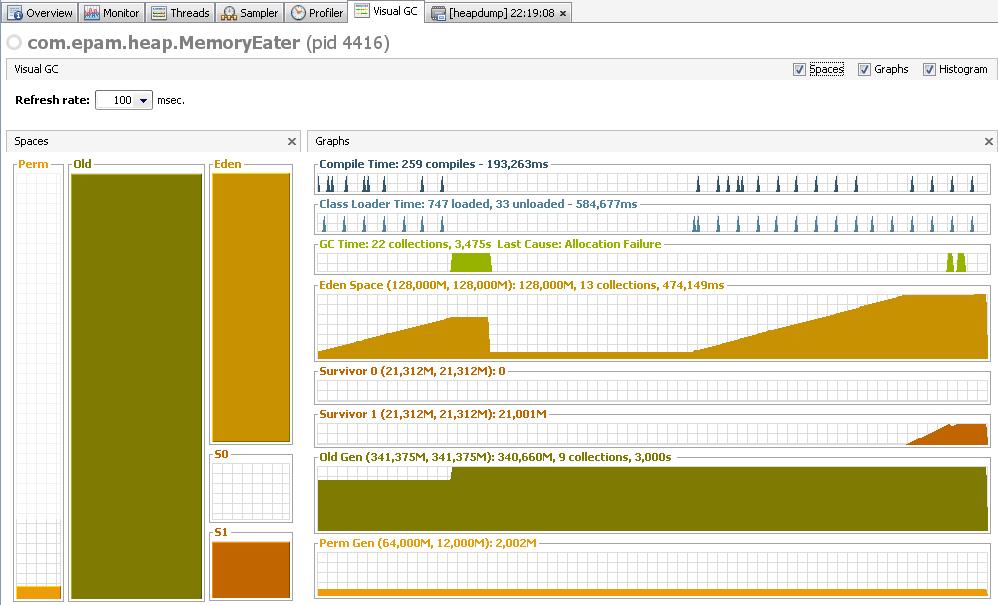 Overview Monitor Threads Sampler Profiler Visual GC [heapdump] 22:19:08 ×
com.epam.heap.MemoryEater (pid 4416)
Visual GC Spaces Graphs Histogram
Refresh rate: 100 msec.
Spaces ×
Perm Old Eden
S0
S1
Graphs ×
Compile Time: 259 compiles - 193,263ms
Class Loader Time: 747 loaded, 33 unloaded - 584,677ms
GC Time: 22 collections, 3,475s Last Cause: Allocation Failure
Eden Space (128,000M, 128,000M): 128,000M, 13 collections, 474,149ms
Survivor 0 (21,312M, 21,312M): 0
Survivor 1 (21,312M, 21,312M): 21,001M
Old Gen (341,375M, 341,375M): 340,660M, 9 collections, 3,000s
Perm Gen (64,000M, 12,000M): 2,002M